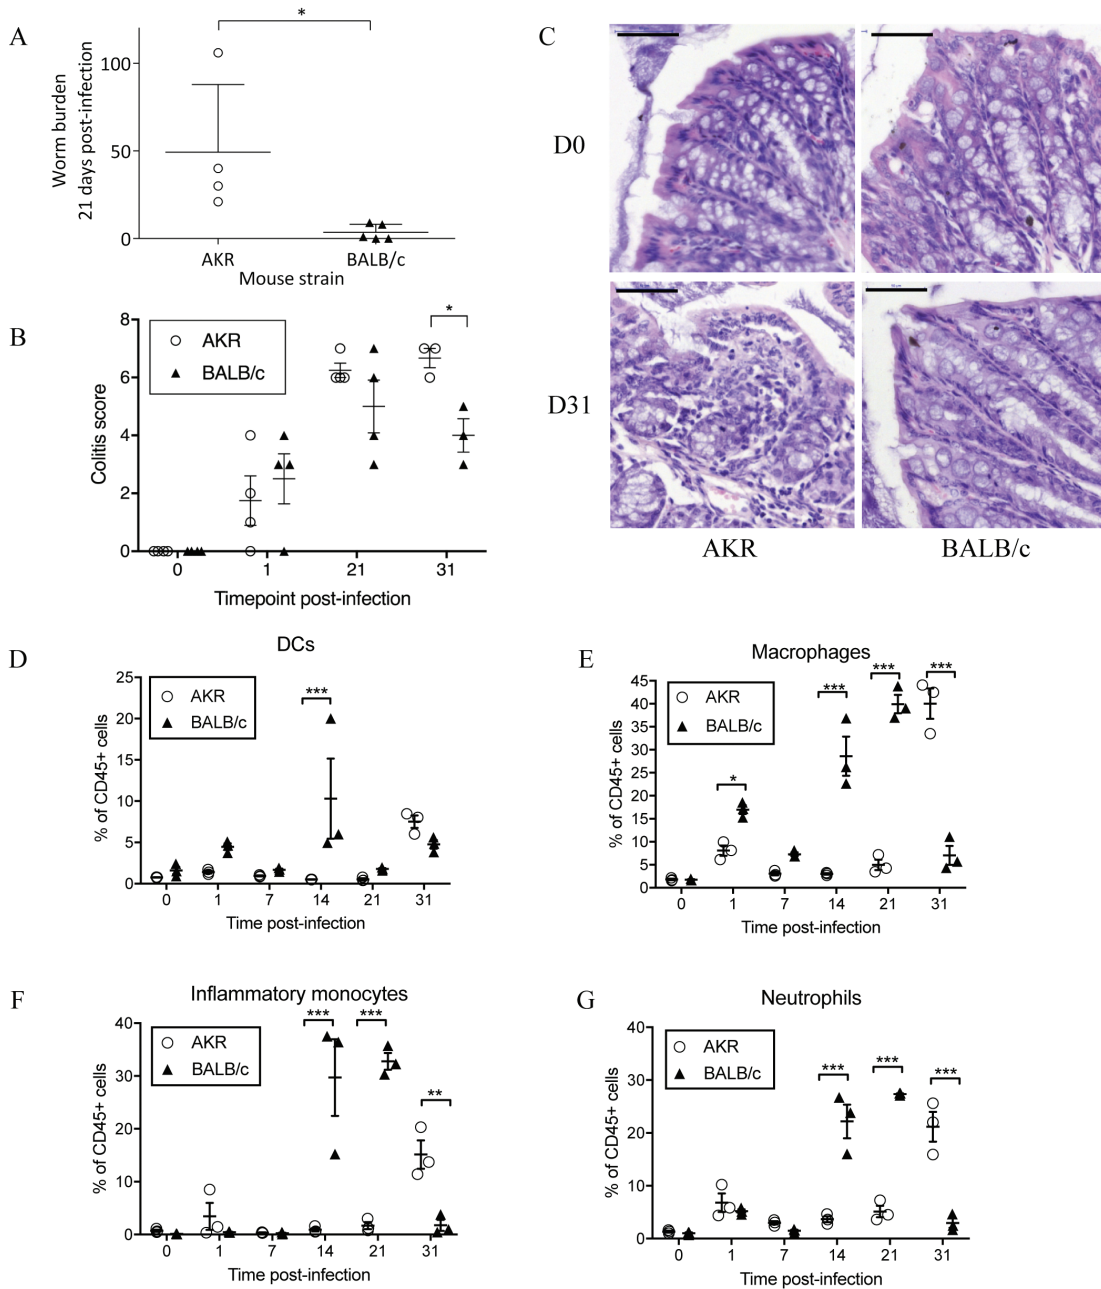 A
*
Worm burden
21 days post-infection
100
50
0
AKR
BALB/c
Mouse strain
B
Colitis score
8
6
4
2
0
AKR
BALB/c
*
0
1
21
31
Timepoint post-infection
C
D0
D31
AKR
BALB/c
D
DCs
% of CD45+ cells
25
20
15
10
5
0
AKR
BALB/c
***
0
1
7
14
21
31
Time post-infection
E
Macrophages
% of CD45+ cells
45
40
35
30
25
20
15
10
5
0
AKR
BALB/c
*
***
***
***
0
1
7
14
21
31
Time post-infection
F
Inflammatory monocytes
% of CD45+ cells
40
30
20
10
0
AKR
BALB/c
***
***
**
0
1
7
14
21
31
Time post-infection
G
Neutrophils
% of CD45+ cells
40
30
20
10
0
AKR
BALB/c
***
***
***
0
1
7
14
21
31
Time post-infection